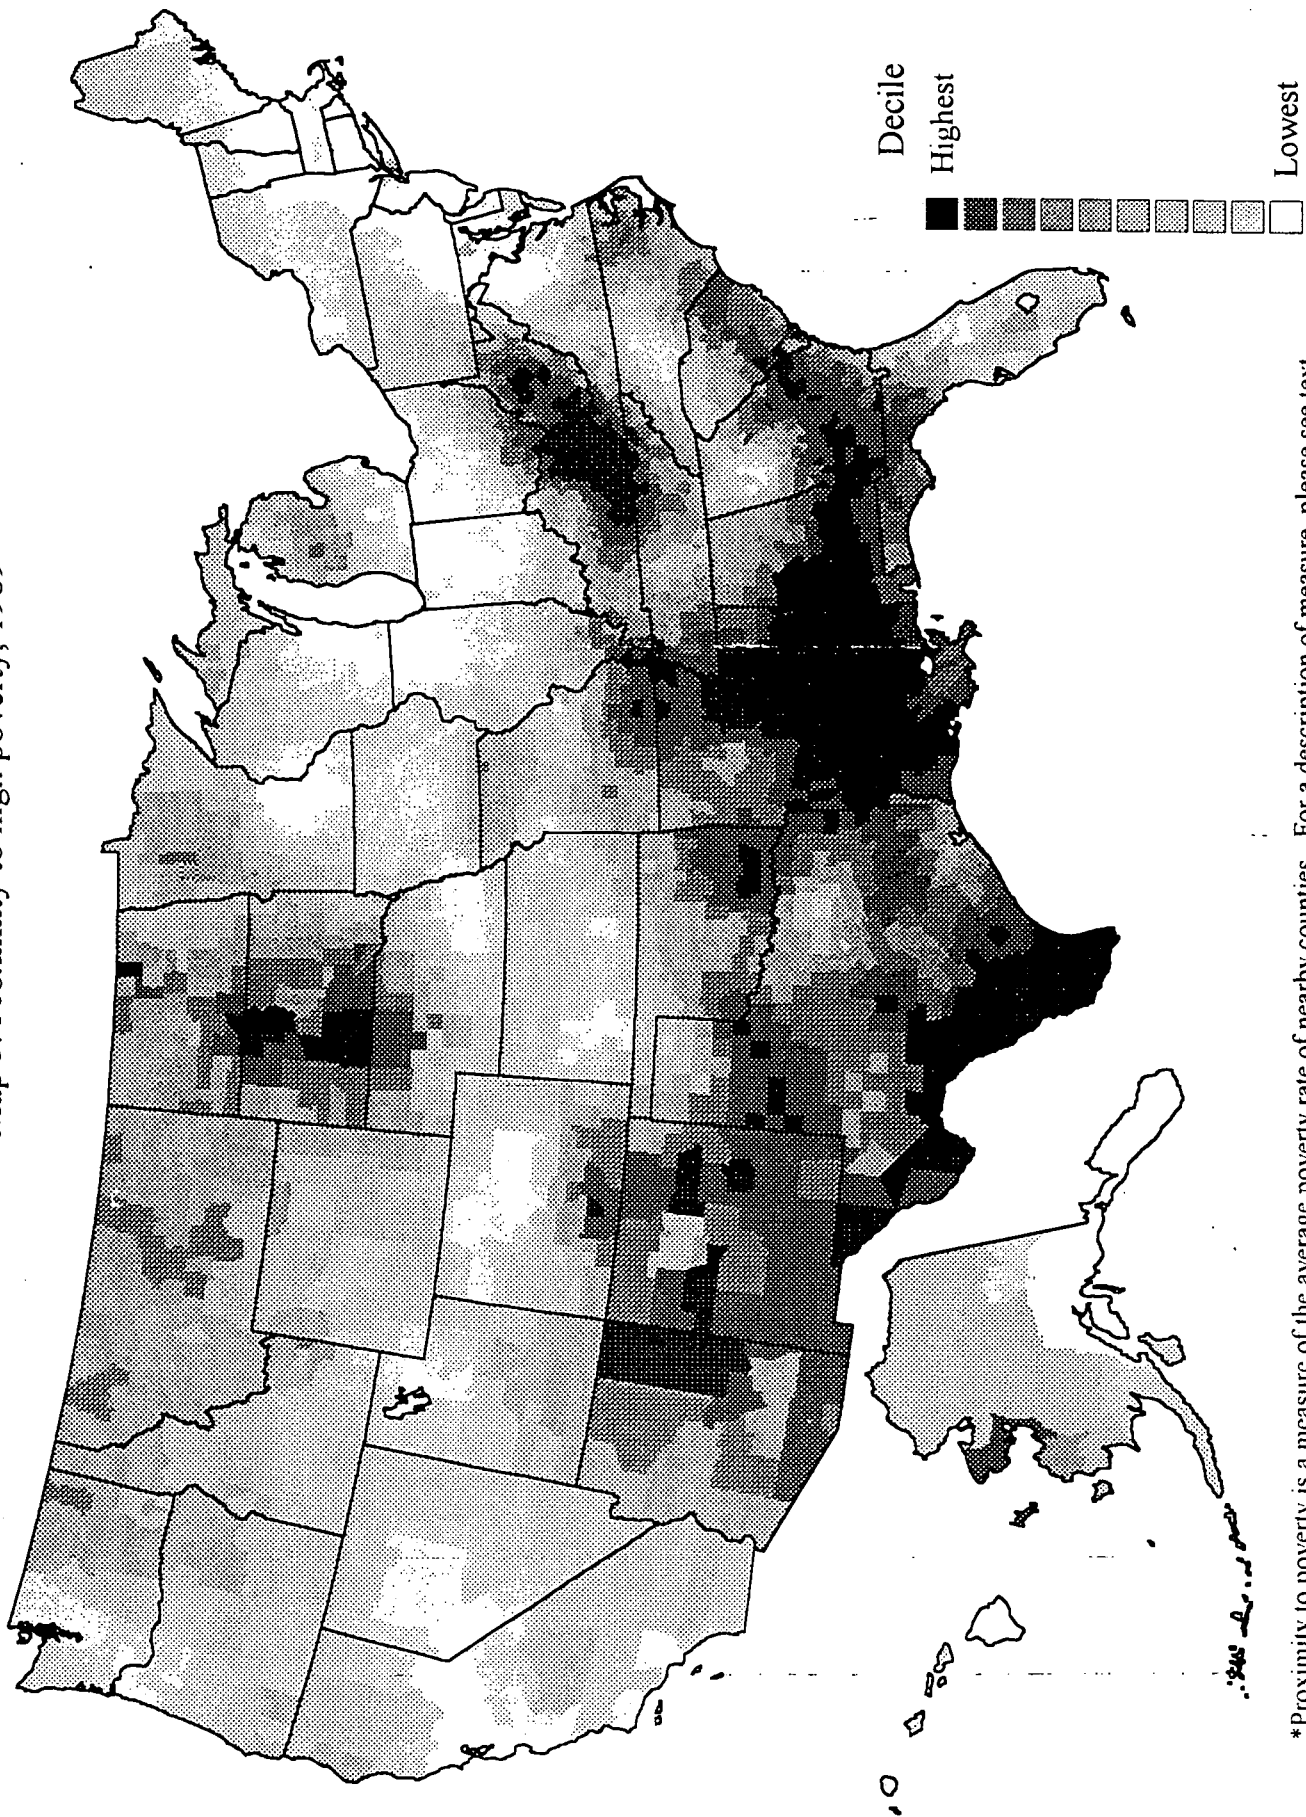 Decile
Highest
Lowest
*Proximity to poverty is a measure of the average poverty rate of nearby counties. For a description of measure, please see text.